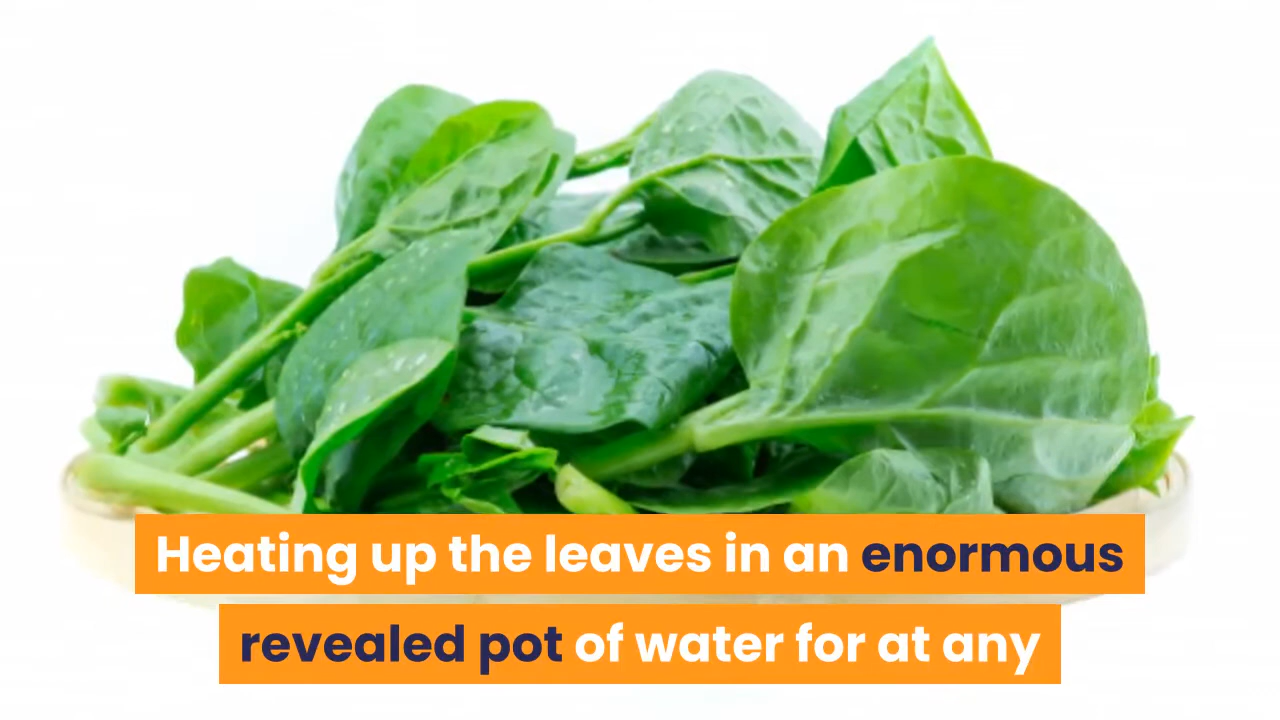 Heating up the leaves in an enormous
revealed pot of water for at any